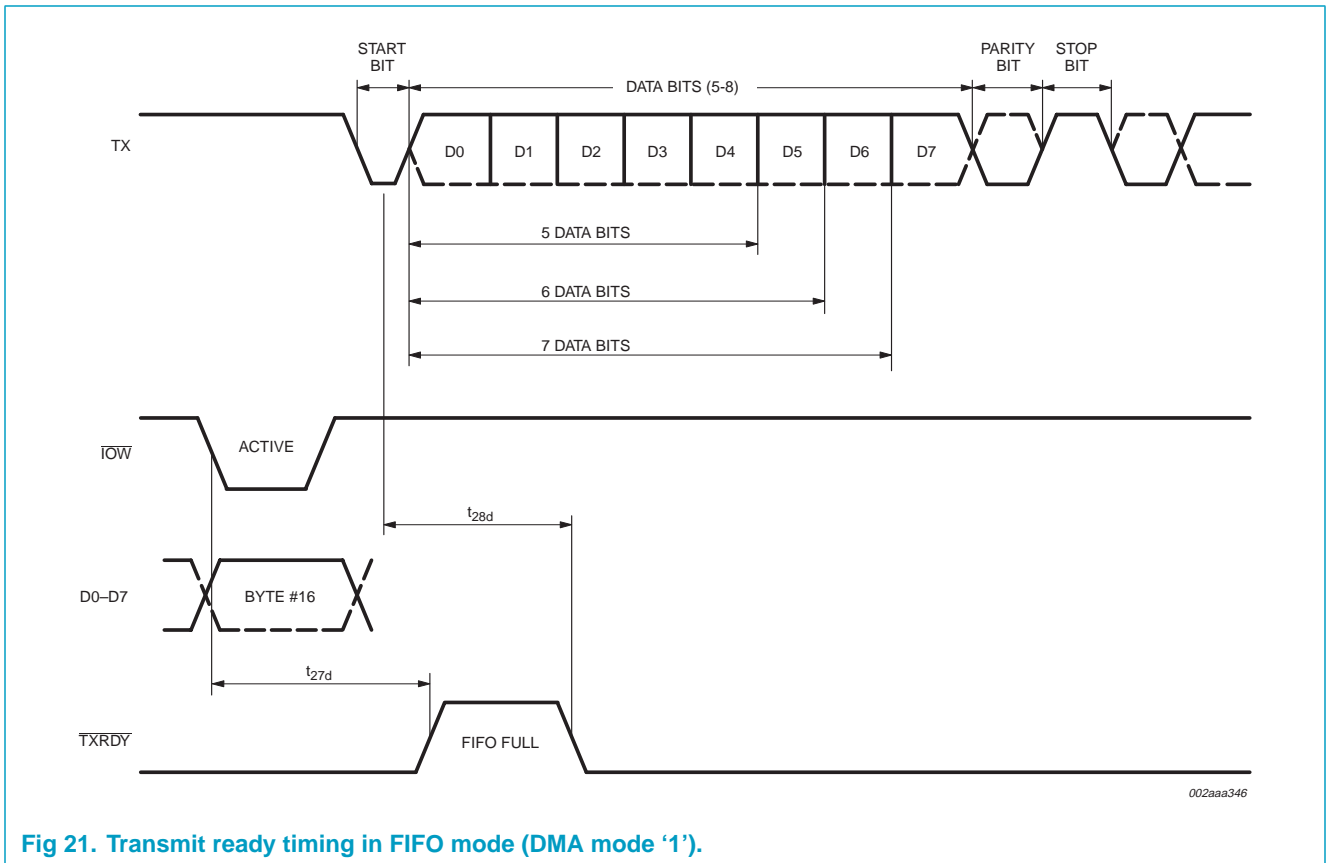 START
BIT
PARITY
BIT
STOP
BIT
DATA BITS (5-8)
TX
D0
D1
D2
D3
D4
D5
D6
D7
5 DATA BITS
6 DATA BITS
7 DATA BITS
IOW
ACTIVE
t28d
D0–D7
BYTE #16
t27d
TXRDY
FIFO FULL
002aaa346
Fig 21. Transmit ready timing in FIFO mode (DMA mode ‘1’).